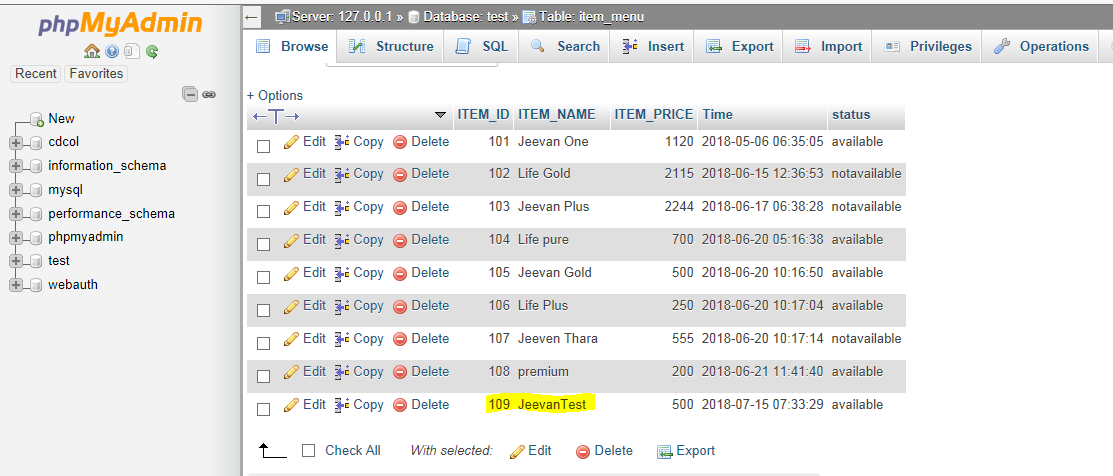 phpMyAdmin
Recent Favorites
New
cdcol
information_schema
mysql
performance_schema
phpmyadmin
test
webauth
Server: 127.0.0.1 » Database: test » Table: item_menu
Browse Structure SQL Search Insert Export Import Privileges Operations
+ Options
ITEM_ID ITEM_NAME ITEM_PRICE Time status
Edit Copy Delete 101 Jeevan One 1120 2018-05-06 06:35:05 available
Edit Copy Delete 102 Life Gold 2115 2018-06-15 12:36:53 notavailable
Edit Copy Delete 103 Jeevan Plus 2244 2018-06-17 06:38:28 notavailable
Edit Copy Delete 104 Life pure 700 2018-06-20 05:16:38 available
Edit Copy Delete 105 Jeevan Gold 500 2018-06-20 10:16:50 available
Edit Copy Delete 106 Life Plus 250 2018-06-20 10:17:04 available
Edit Copy Delete 107 Jeeven Thara 555 2018-06-20 10:17:14 notavailable
Edit Copy Delete 108 premium 200 2018-06-21 11:41:40 available
Edit Copy Delete 109 JeevanTest 500 2018-07-15 07:33:29 available
Check All With selected: Edit Delete Export